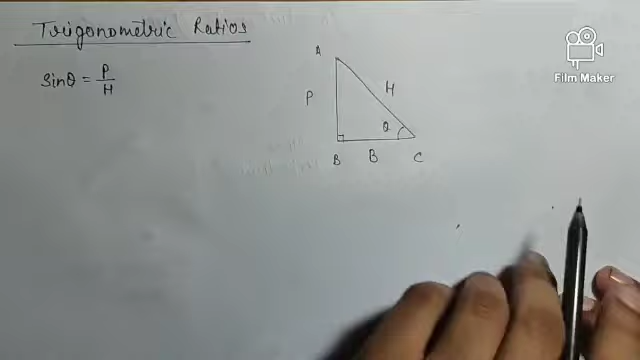 Trigonometric Ratios
Sinθ = P/H
A
P
H
θ
B
B
C
Film Maker